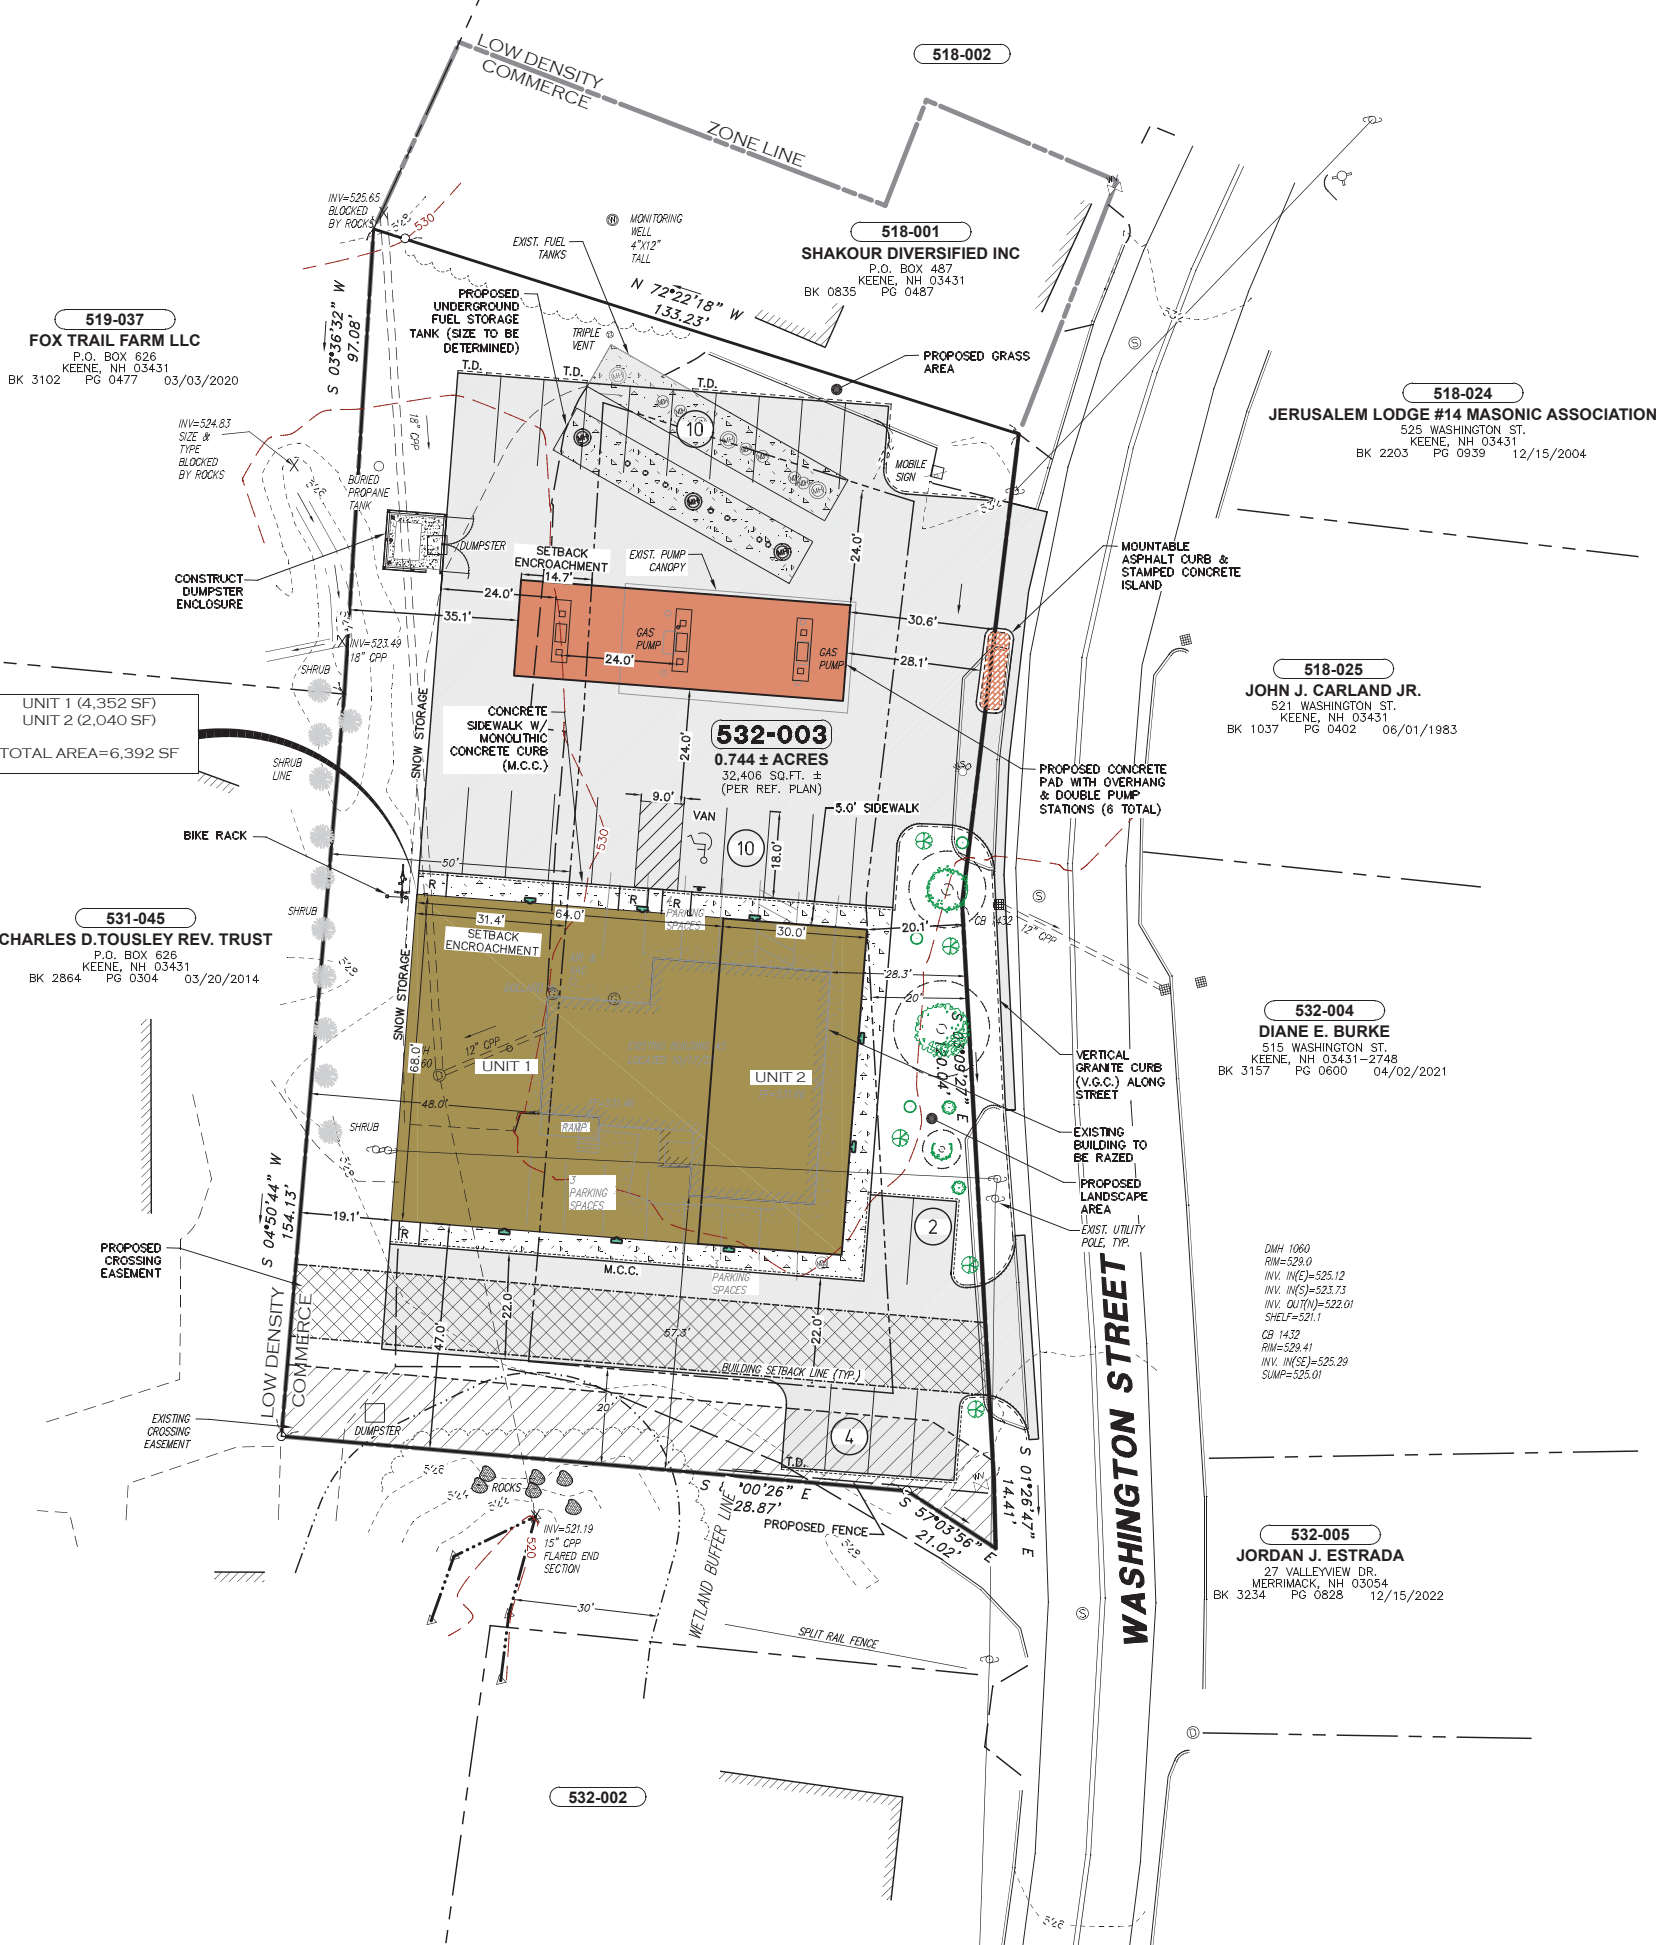 LOW DENSITY
COMMERCE
ZONE LINE
518-002
518-001
SHAKOUR DIVERSIFIED INC
P.O. BOX 487
KEENE, NH 03431
BK 0835 PG 0487
INV=525.65
BLOCKED
BY ROCKS
528
530
MONITORING
WELL
4"X12"
TALL
EXIST. FUEL
TANKS
N 72°22'18" W
133.23'
PROPOSED
UNDERGROUND
FUEL STORAGE
TANK (SIZE TO BE
DETERMINED)
TRIPLE
VENT
519-037
FOX TRAIL FARM LLC
P.O. BOX 626
KEENE, NH 03431
BK 3102 PG 0477 03/03/2020
S 03°36'32" W
97.08'
T.D.
T.D.
T.D.
PROPOSED GRASS
AREA
518-024
JERUSALEM LODGE #14 MASONIC ASSOCIATION
525 WASHINGTON ST.
KEENE, NH 03431
BK 2203 PG 0939 12/15/2004
INV=524.83
SIZE &
TYPE
BLOCKED
BY ROCKS
18" CPP
10
BURIED
PROPANE
TANK
MOBILE
SIGN
532
DUMPSTER
CONSTRUCT
DUMPSTER
ENCLOSURE
SETBACK
ENCROACHMENT
14.7'
EXIST. PUMP
CANOPY
24.0'
24.0'
35.1'
30.6'
28.1'
GAS
PUMP
24.0'
GAS
PUMP
MOUNTABLE
ASPHALT CURB &
STAMPED CONCRETE
ISLAND
INV=523.49
18" CPP
SHRUB
518-025
JOHN J. CARLAND JR.
521 WASHINGTON ST.
KEENE, NH 03431
BK 1037 PG 0402 06/01/1983
UNIT 1 (4,352 SF)
UNIT 2 (2,040 SF)
TOTAL AREA=6,392 SF
SHRUB
LINE
SNOW STORAGE
CONCRETE
SIDEWALK W/
MONOLITHIC
CONCRETE CURB
(M.C.C.)
24.0'
532-003
0.744 ± ACRES
32,406 SQ.FT. ±
(PER REF. PLAN)
PROPOSED CONCRETE
PAD WITH OVERHANG
& DOUBLE PUMP
STATIONS (6 TOTAL)
9.0'
VAN
5.0' SIDEWALK
BIKE RACK
530
10
18.0'
50'
R
R
R
4
PARKING
SPACES
SHRUB
531-045
CHARLES D.TOUSLEY REV. TRUST
P.O. BOX 626
KEENE, NH 03431
BK 2864 PG 0304 03/20/2014
31.4'
64.0'
30.0'
20.1'
CB 1432
12" CPP
SETBACK
ENCROACHMENT
528
SNOW STORAGE
28.3'
20'
532-004
DIANE E. BURKE
515 WASHINGTON ST.
KEENE, NH 03431-2748
BK 3157 PG 0600 04/02/2021
12" CPP
68.0'
UNIT 1
UNIT 2
48.0'
RAMP
SHRUB
VERTICAL
GRANITE CURB
(V.G.C.) ALONG
STREET
EXISTING
BUILDING TO
BE RAZED
3
PARKING
SPACES
PROPOSED
LANDSCAPE
AREA
EXIST. UTILITY
POLE, TYP.
S 04°50'44" W
154.13'
19.1'
R
2
PROPOSED
CROSSING
EASEMENT
M.C.C.
PARKING
SPACES
DMH 1060
RIM=529.0
INV. IN(E)=525.12
INV. IN(S)=523.73
INV. OUT(N)=522.01
SHELF=521.1
CB 1432
RIM=529.41
INV. IN(SE)=525.29
SUMP=525.01
22.0'
47.0'
57.3'
22.0'
LOW DENSITY
COMMERCE
BUILDING SETBACK LINE (TYP.)
WASHINGTON STREET
EXISTING
CROSSING
EASEMENT
DUMPSTER
20'
4
T.D.
526
524
ROCKS
00'26" E
28.87'
S 57°03'56" E
21.02'
S 01°26'47" E
14.41'
PROPOSED FENCE
INV=521.19
15" CPP
FLARED END
SECTION
520
WETLAND BUFFER LINE
528
30'
SPLIT RAIL FENCE
532-005
JORDAN J. ESTRADA
27 VALLEYVIEW DR.
MERRIMACK, NH 03054
BK 3234 PG 0828 12/15/2022
532-002
526